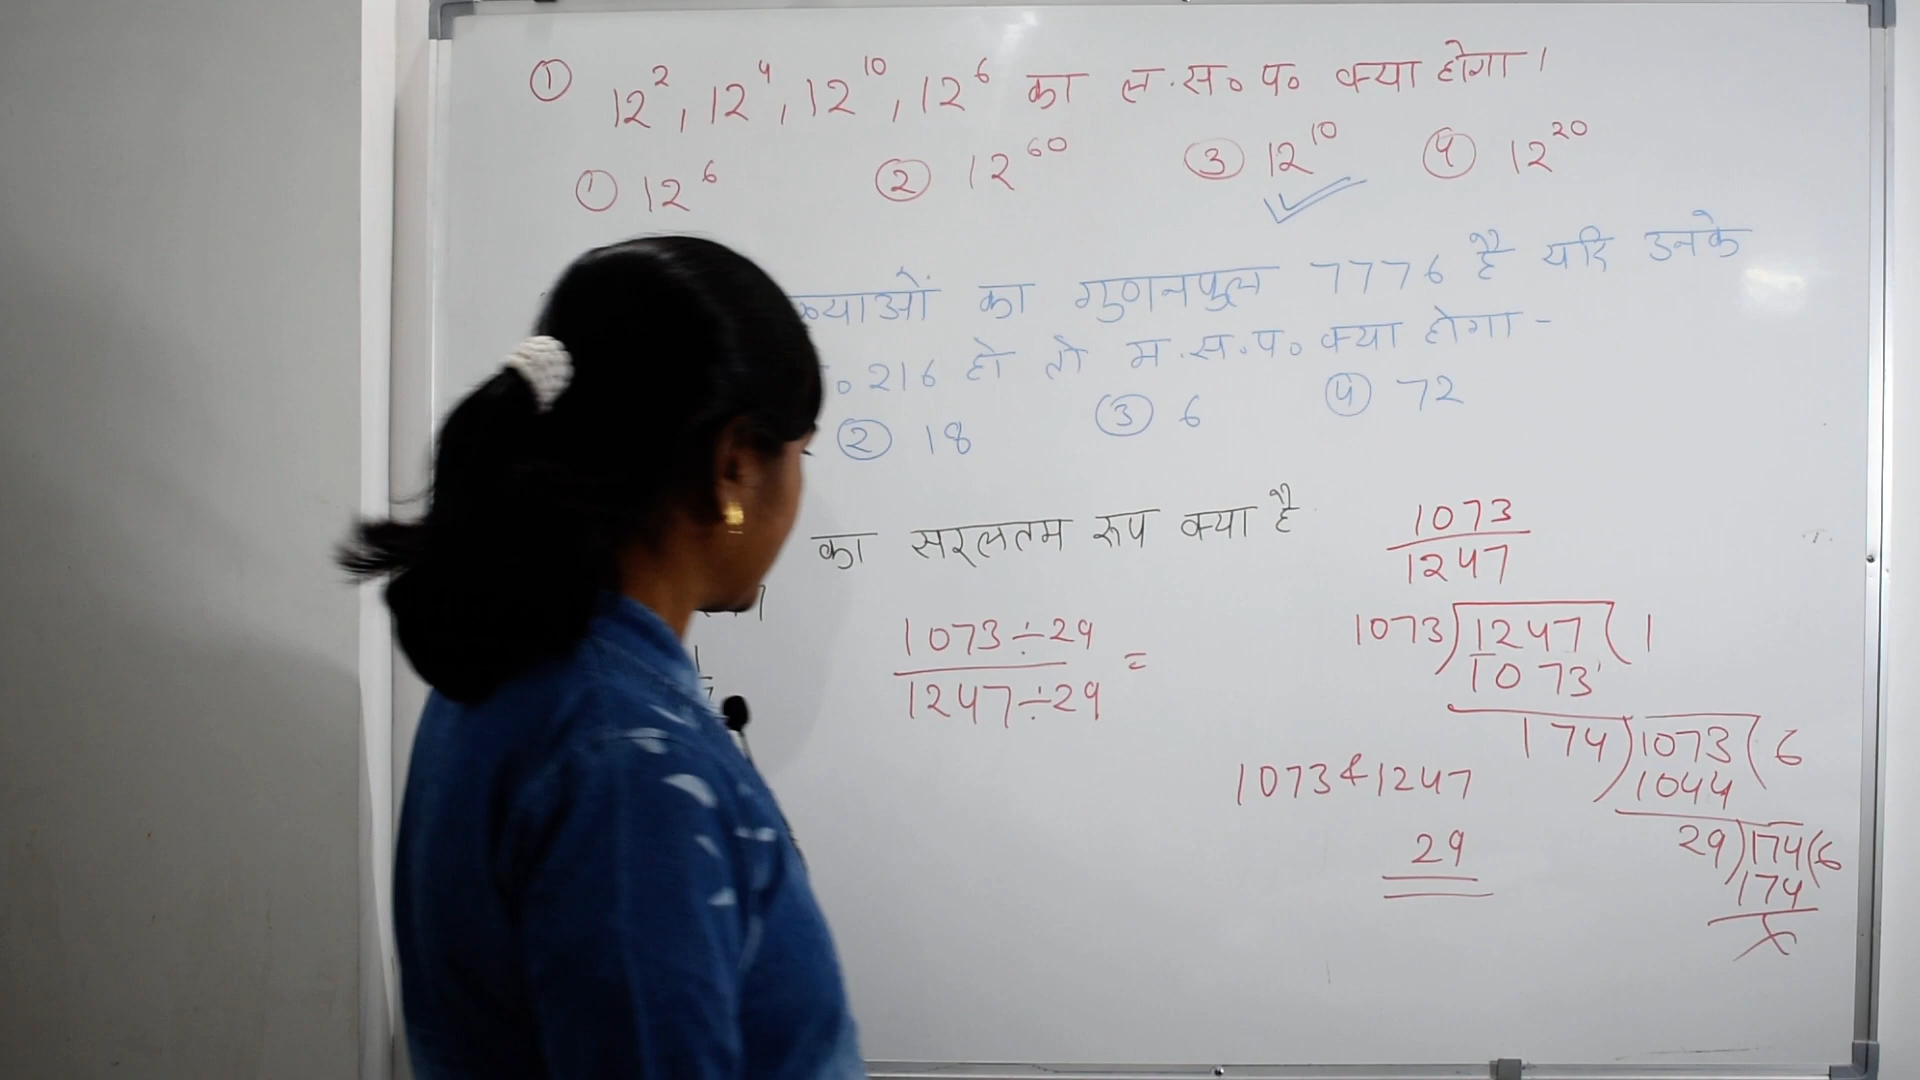 ① 12², 12⁴, 12¹⁰, 12⁶ का ल.स॰ प॰ क्या होगा।
① 12⁶ ② 12⁶⁰ ③ 12¹⁰ ④ 12²⁰
का गुणनफल 7776 है यदि उनके
216 हो तो म.स.प॰ क्या होगा-
② 18 ③ 6 ④ 72
का सरलतम रूप क्या है
1073÷29
1247÷29
=
1073
1247
1073)1247(1
1073
174)1073(6
1044
29)174(6
174
×
1073 & 1247
29